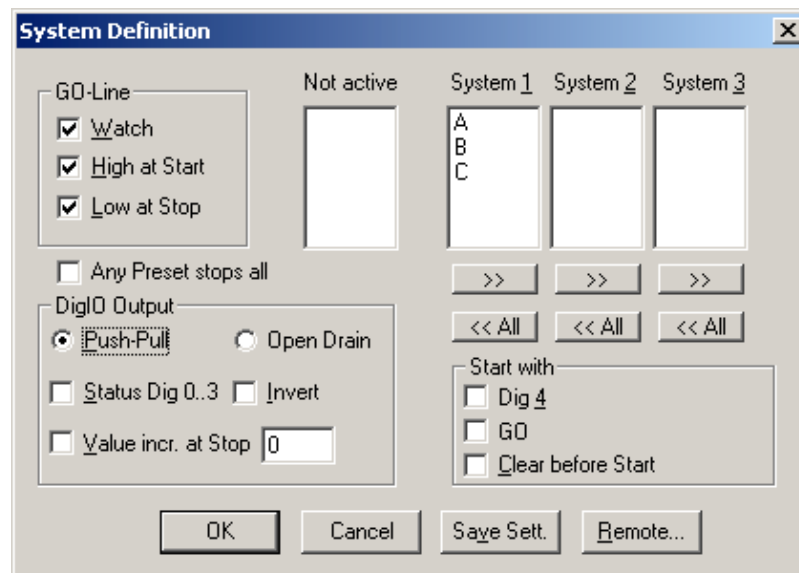 System Definition
GO-Line
Watch
High at Start
Low at Stop
Any Preset stops all
Not active
System 1
System 2
System 3
A
B
C
>>
>>
>>
<< All
<< All
<< All
DigIO Output
Push-Pull
Open Drain
Status Dig 0..3
Invert
Value incr. at Stop
0
Start with
Dig 4
GO
Clear before Start
OK
Cancel
Save Sett.
Remote...